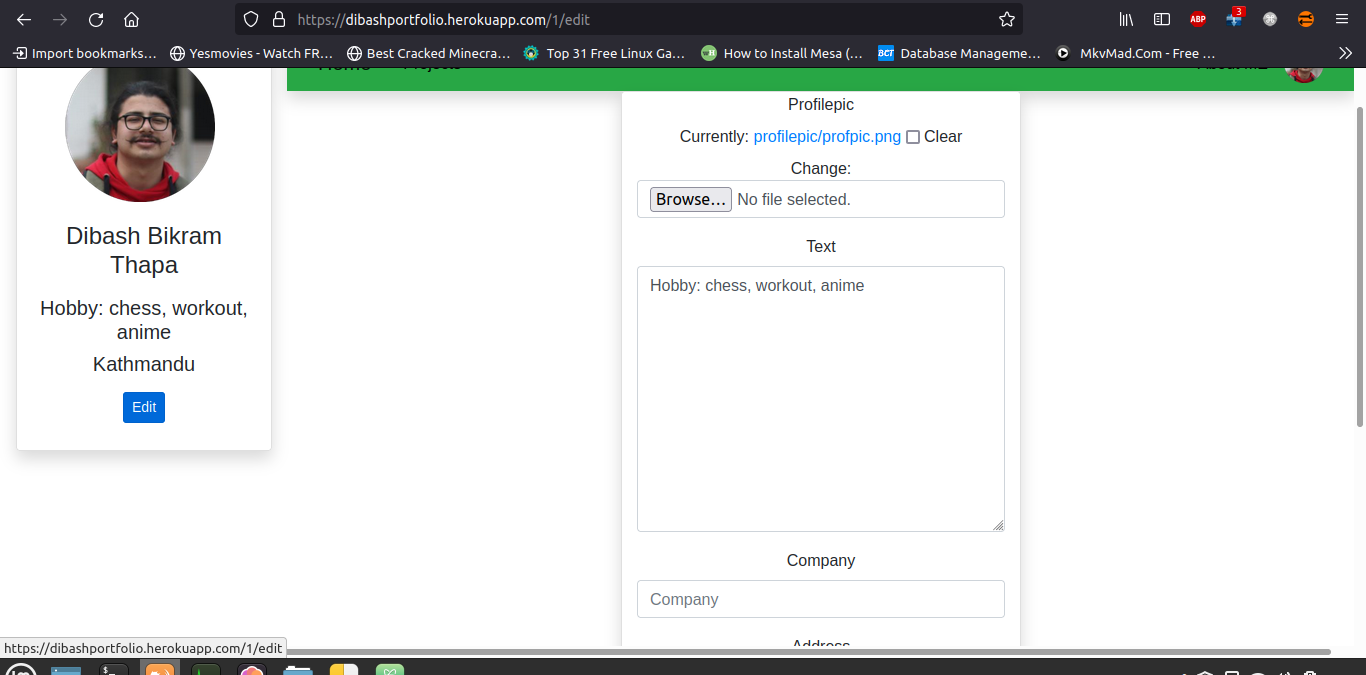 https://dibashportfolio.herokuapp.com/1/edit
ABP
3
Import bookmarks...
Yesmovies - Watch FR...
Best Cracked Minecra...
Top 31 Free Linux Ga...
How to Install Mesa (...
BCT
Database Manageme...
MkvMad.Com - Free ...
Home
Projects
About ME
Dibash Bikram
Thapa
Hobby: chess, workout,
anime
Kathmandu
Edit
Profilepic
Currently: profilepic/profpic.png Clear
Change:
Browse... No file selected.
Text
Hobby: chess, workout, anime
Company
Company
Address
https://dibashportfolio.herokuapp.com/1/edit